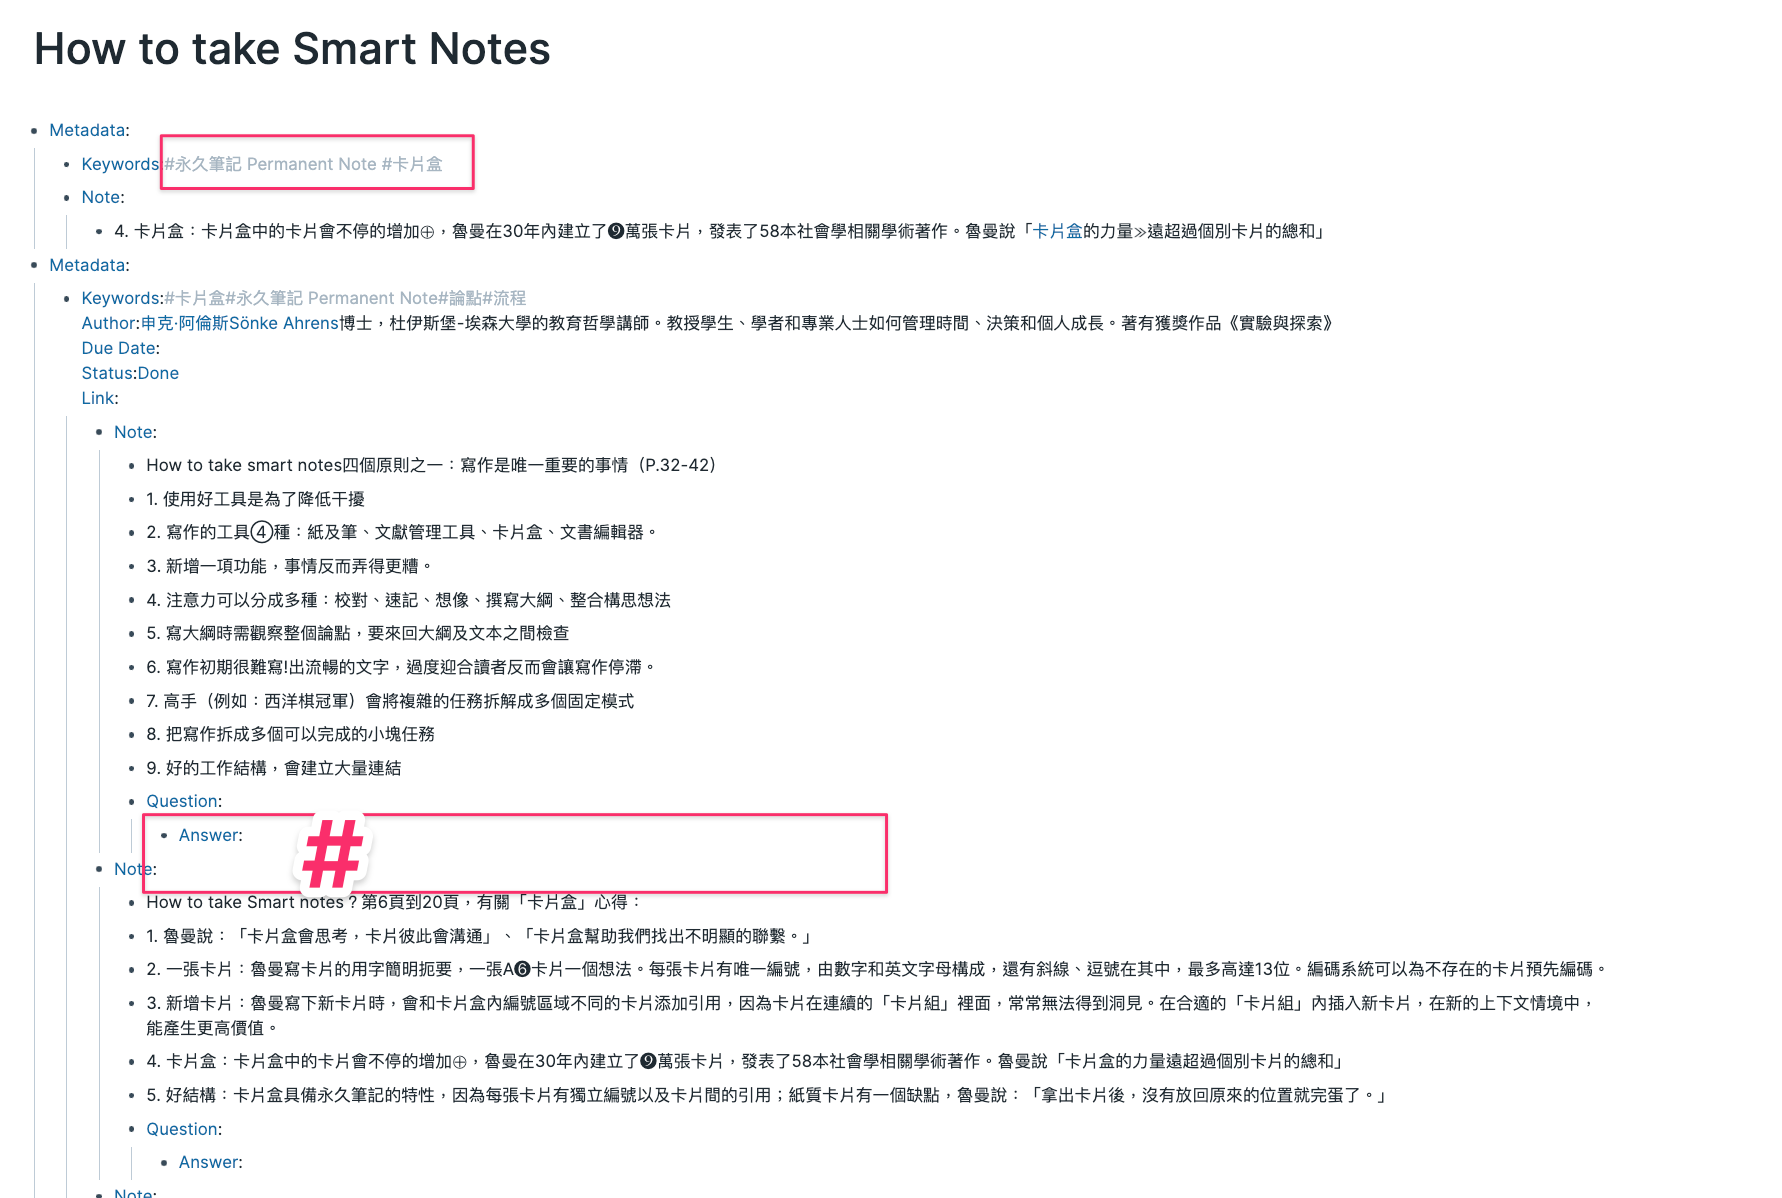 How to take Smart Notes
Metadata:
Keywords #永久筆記 Permanent Note #卡片盒
Note:
4. 卡片盒：卡片盒中的卡片會不停的增加⊕，魯曼在30年內建立了❾萬張卡片，發表了58本社會學相關學術著作。魯曼說「卡片盒的力量≫遠超過個別卡片的總和」
Metadata:
Keywords:#卡片盒#永久筆記 Permanent Note#論點#流程
Author:申克·阿倫斯Sönke Ahrens博士，杜伊斯堡-埃森大學的教育哲學講師。教授學生、學者和專業人士如何管理時間、決策和個人成長。著有獲獎作品《實驗與探索》
Due Date:
Status:Done
Link:
Note:
How to take smart notes四個原則之一：寫作是唯一重要的事情（P.32-42）
1. 使用好工具是為了降低干擾
2. 寫作的工具④種：紙及筆、文獻管理工具、卡片盒、文書編輯器。
3. 新增一項功能，事情反而弄得更糟。
4. 注意力可以分成多種：校對、速記、想像、撰寫大綱、整合構思想法
5. 寫大綱時需觀察整個論點，要來回大綱及文本之間檢查
6. 寫作初期很難寫!出流暢的文字，過度迎合讀者反而會讓寫作停滯。
7. 高手（例如：西洋棋冠軍）會將複雜的任務拆解成多個固定模式
8. 把寫作拆成多個可以完成的小塊任務
9. 好的工作結構，會建立大量連結
Question:
Answer:
#
Note:
How to take Smart notes？第6頁到20頁，有關「卡片盒」心得：
1. 魯曼說：「卡片盒會思考，卡片彼此會溝通」、「卡片盒幫助我們找出不明顯的聯繫。」
2. 一張卡片：魯曼寫卡片的用字簡明扼要，一張A❻卡片一個想法。每張卡片有唯一編號，由數字和英文字母構成，還有斜線、逗號在其中，最多高達13位。編碼系統可以為不存在的卡片預先編碼。
3. 新增卡片：魯曼寫下新卡片時，會和卡片盒內編號區域不同的卡片添加引用，因為卡片在連續的「卡片組」裡面，常常無法得到洞見。在合適的「卡片組」內插入新卡片，在新的上下文情境中，
能產生更高價值。
4. 卡片盒：卡片盒中的卡片會不停的增加⊕，魯曼在30年內建立了❾萬張卡片，發表了58本社會學相關學術著作。魯曼說「卡片盒的力量遠超過個別卡片的總和」
5. 好結構：卡片盒具備永久筆記的特性，因為每張卡片有獨立編號以及卡片間的引用；紙質卡片有一個缺點，魯曼說：「拿出卡片後，沒有放回原來的位置就完蛋了。」
Question:
Answer:
Note: